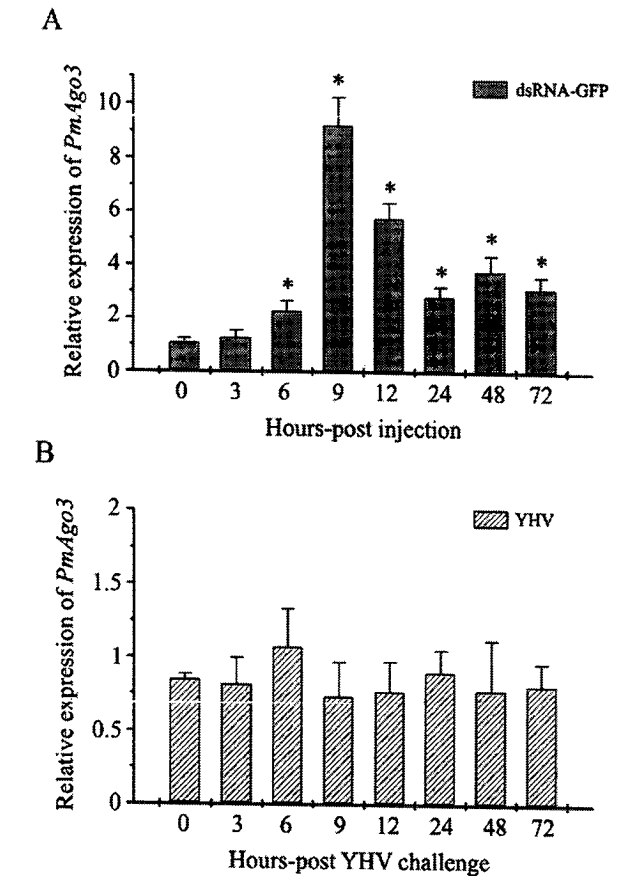 A
Relative expression of PmAgo3
10
8
6
4
2
0
* * * * * *
dsRNA-GFP
0 3 6 9 12 24 48 72
Hours-post injection
B
Relative expression of PmAgo3
2
1.5
1
0.5
0
YHV
0 3 6 9 12 24 48 72
Hours-post YHV challenge